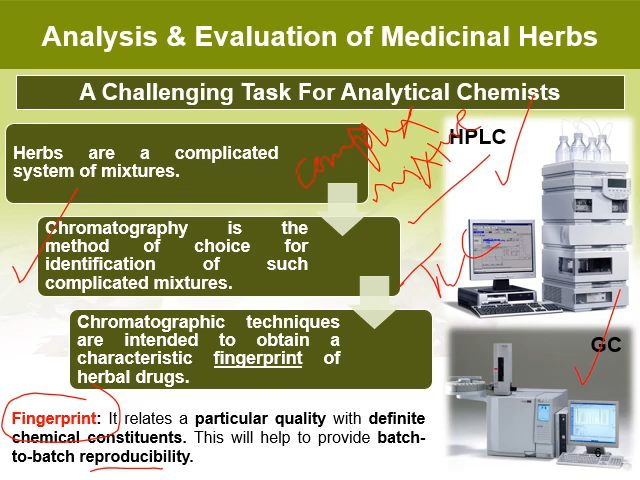 Analysis & Evaluation of Medicinal Herbs
A Challenging Task For Analytical Chemists
Herbs are a complicated
system of mixtures.
Complex
mixture
HPLC
Chromatography is the
method of choice for
identification of such
complicated mixtures.
TLC
Chromatographic techniques
are intended to obtain a
characteristic fingerprint of
herbal drugs.
GC
Fingerprint: It relates a particular quality with definite
chemical constituents. This will help to provide batch-
to-batch reproducibility.
6